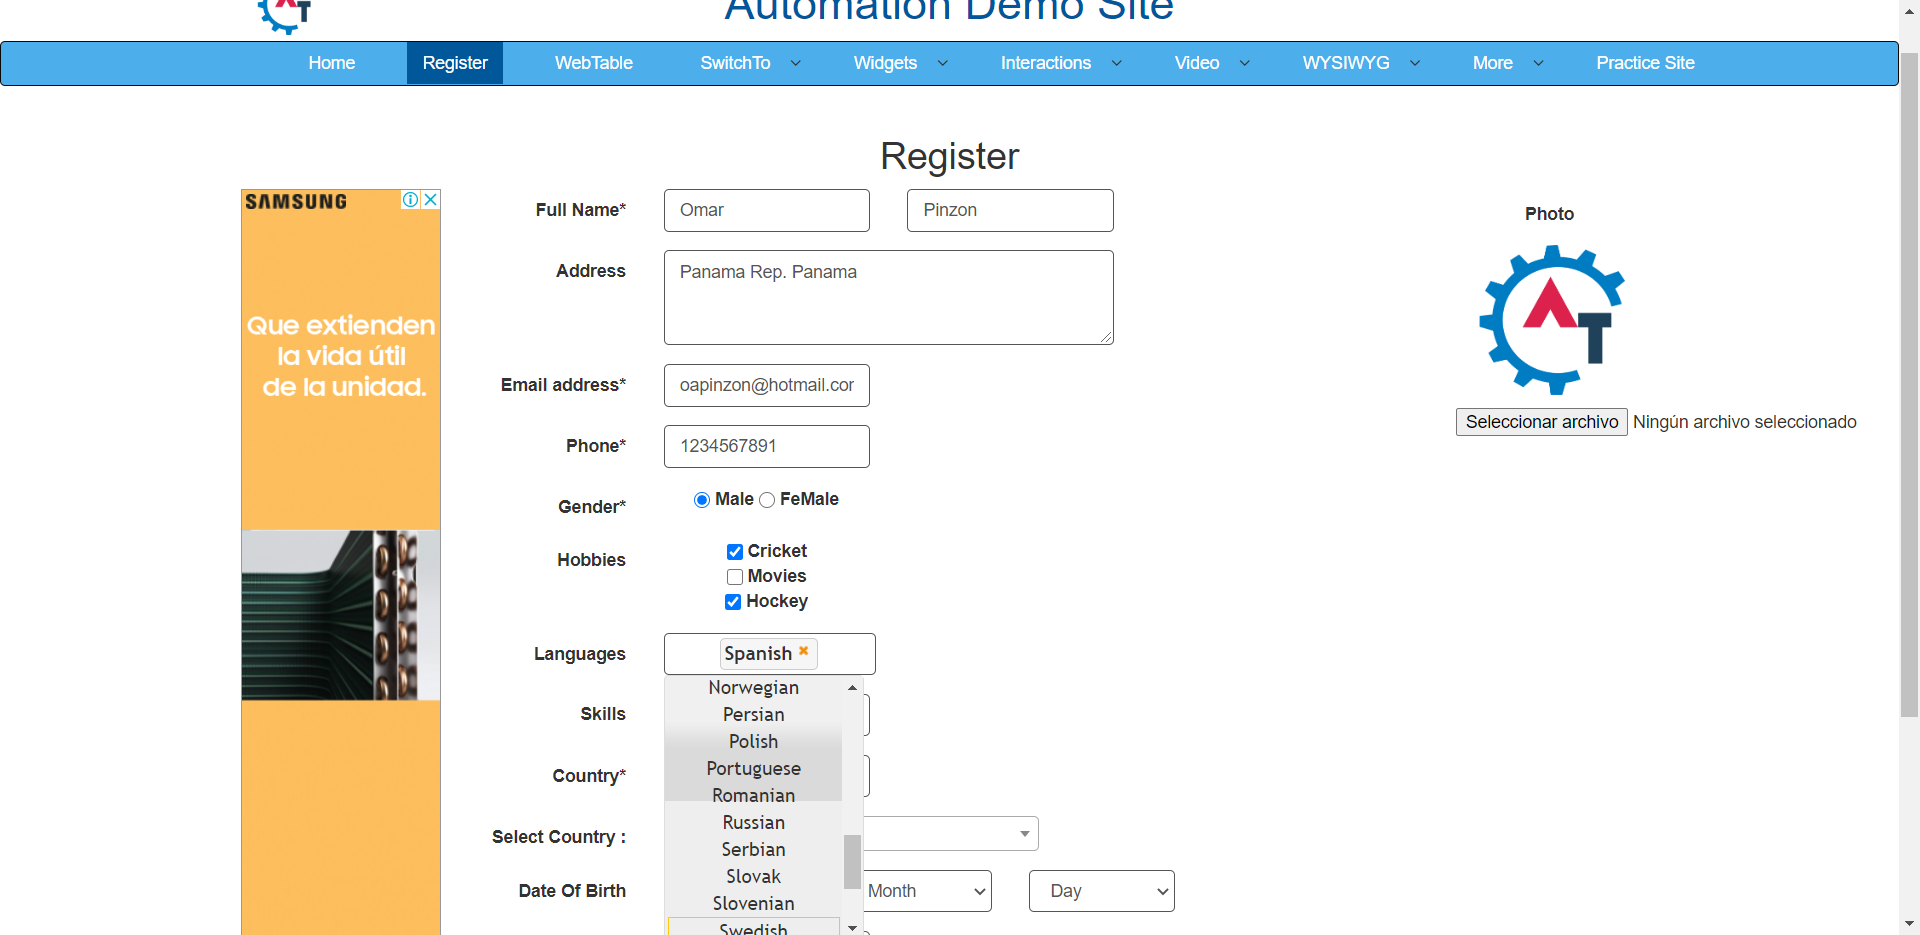 Automation Demo Site
Home Register WebTable SwitchTo Widgets Interactions Video WYSIWYG More Practice Site
Register
SAMSUNG
Que extienden
la vida útil
de la unidad.
Full Name* Omar Pinzon
Address Panama Rep. Panama
Email address* oapinzon@hotmail.cor
Phone* 1234567891
Gender* Male FeMale
Hobbies Cricket
Movies
Hockey
Languages Spanish
Norwegian
Persian
Polish
Portuguese
Romanian
Russian
Serbian
Slovak
Slovenian
Swedish
Skills
Country*
Select Country :
Date Of Birth Month Day
Photo
AT
Seleccionar archivo Ningún archivo seleccionado